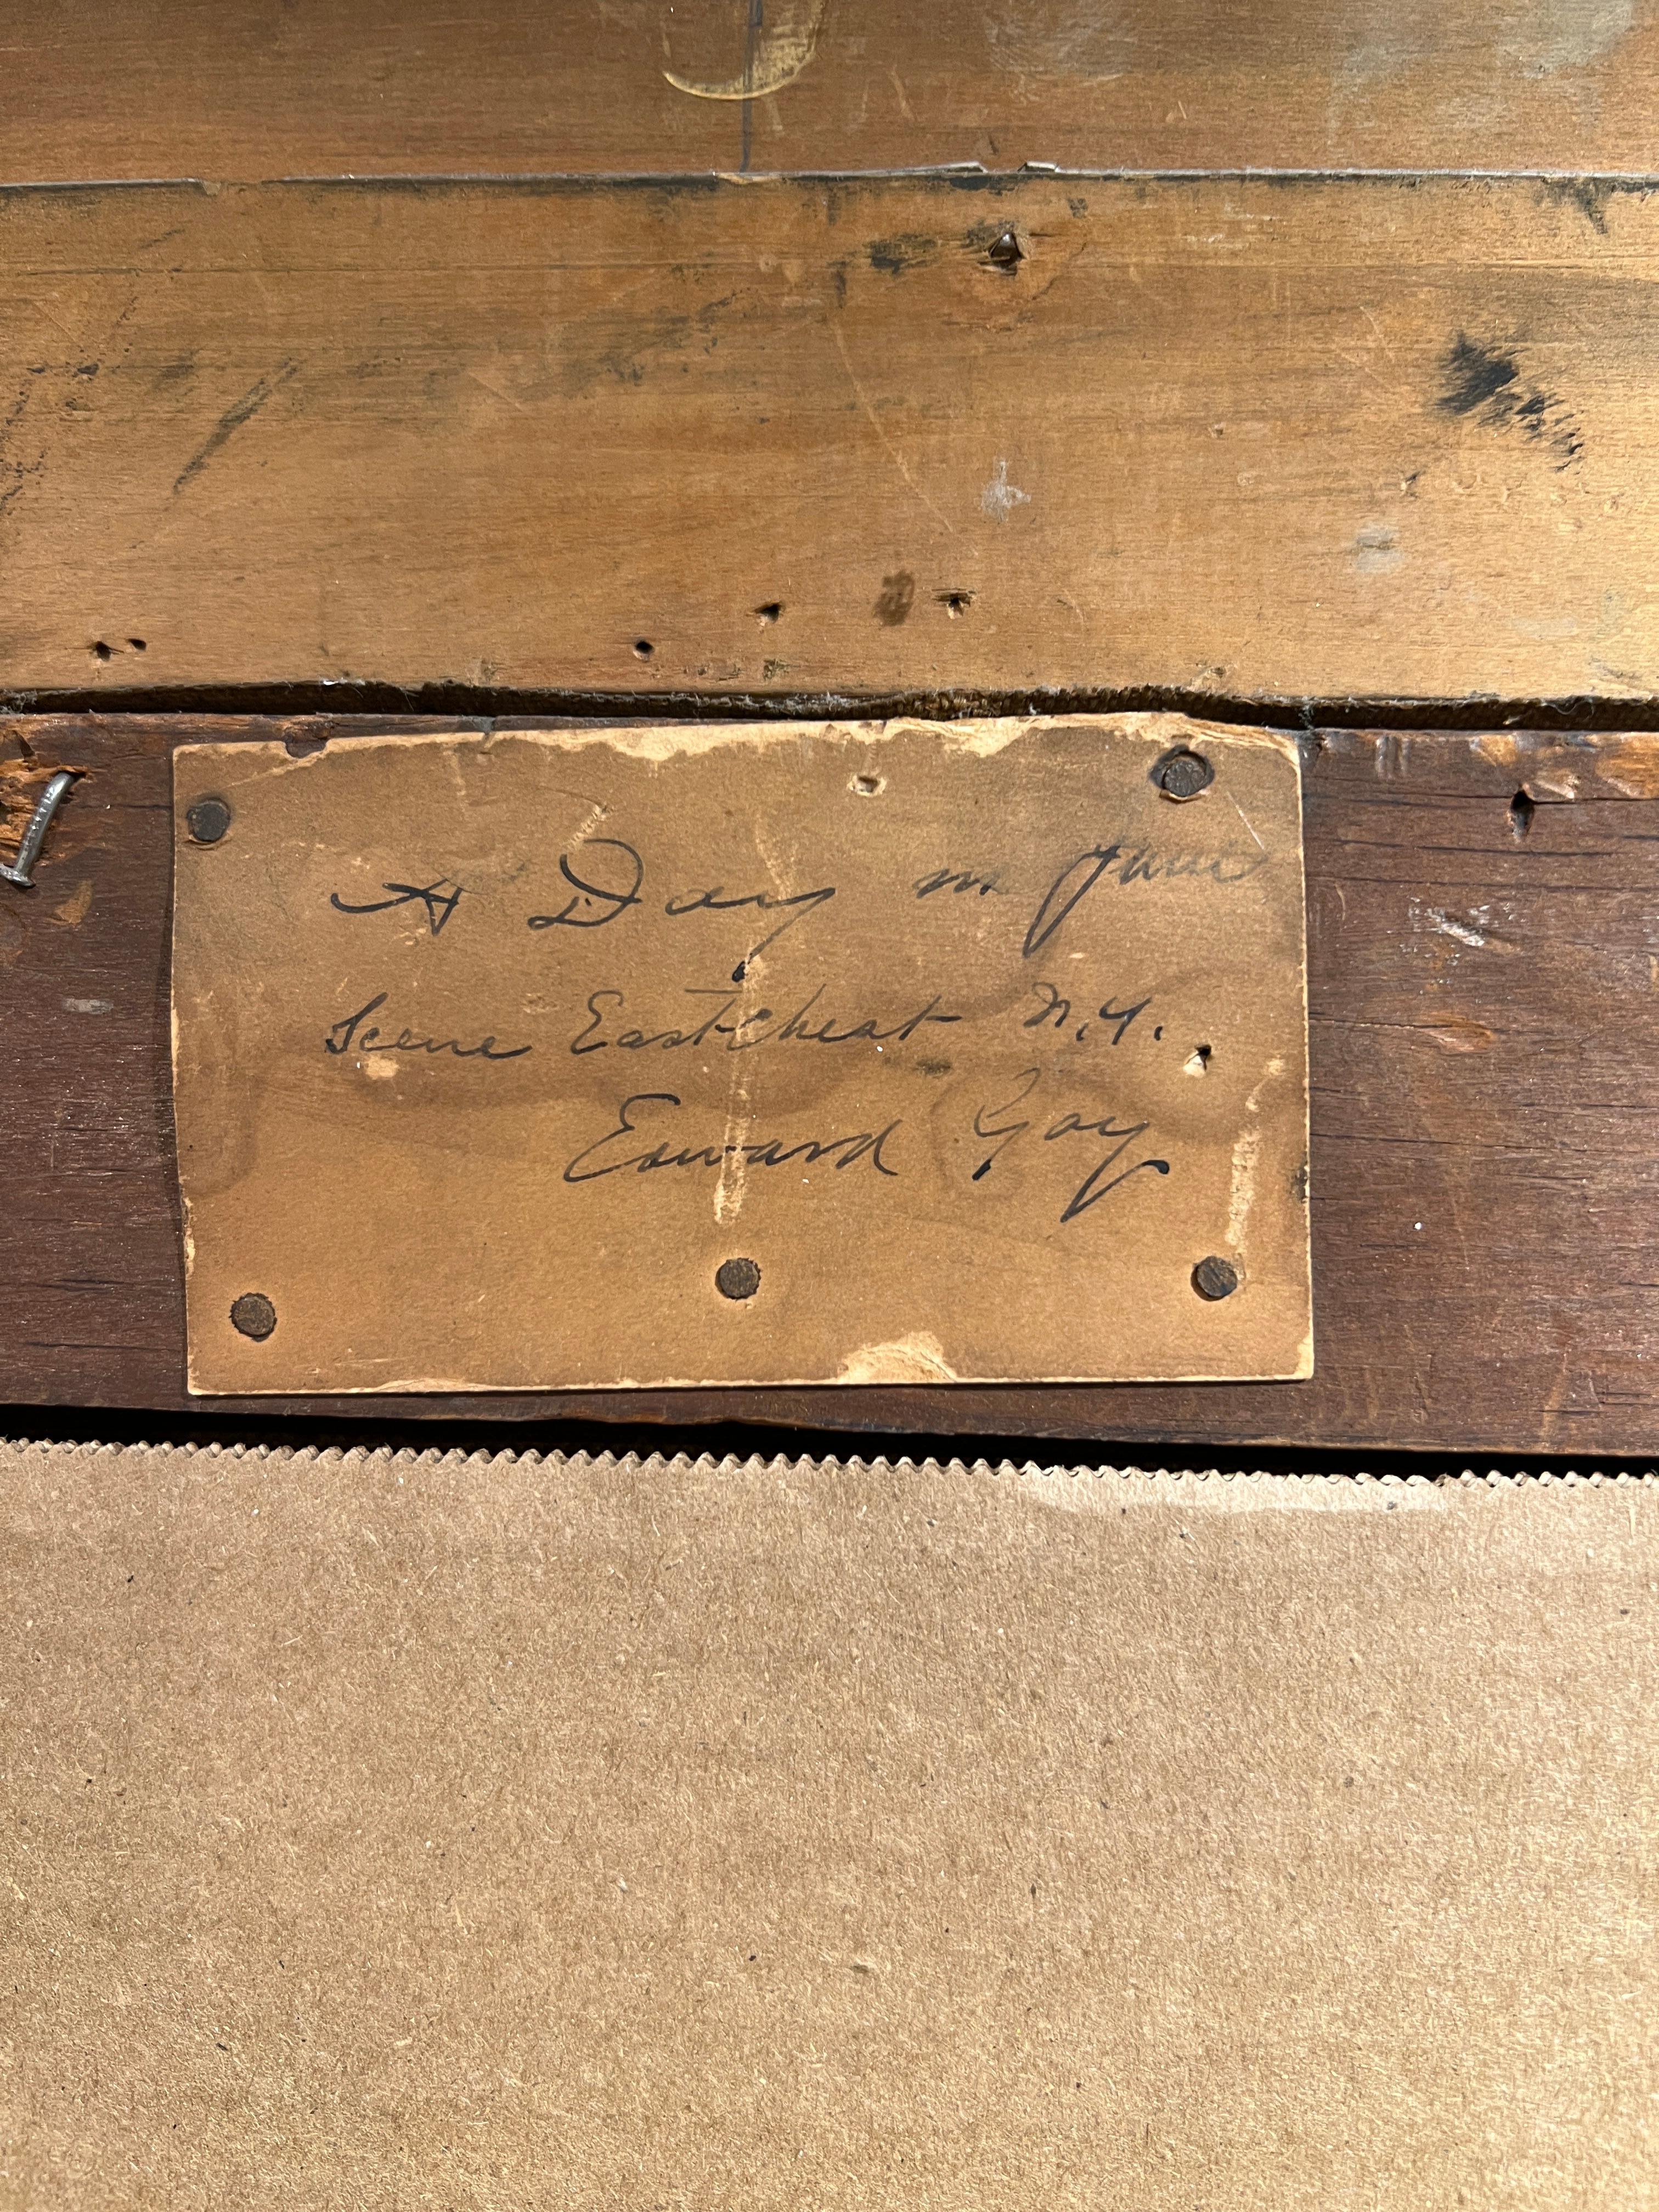 A Day in June
Scene Eastchest N.Y.
Edward Gay